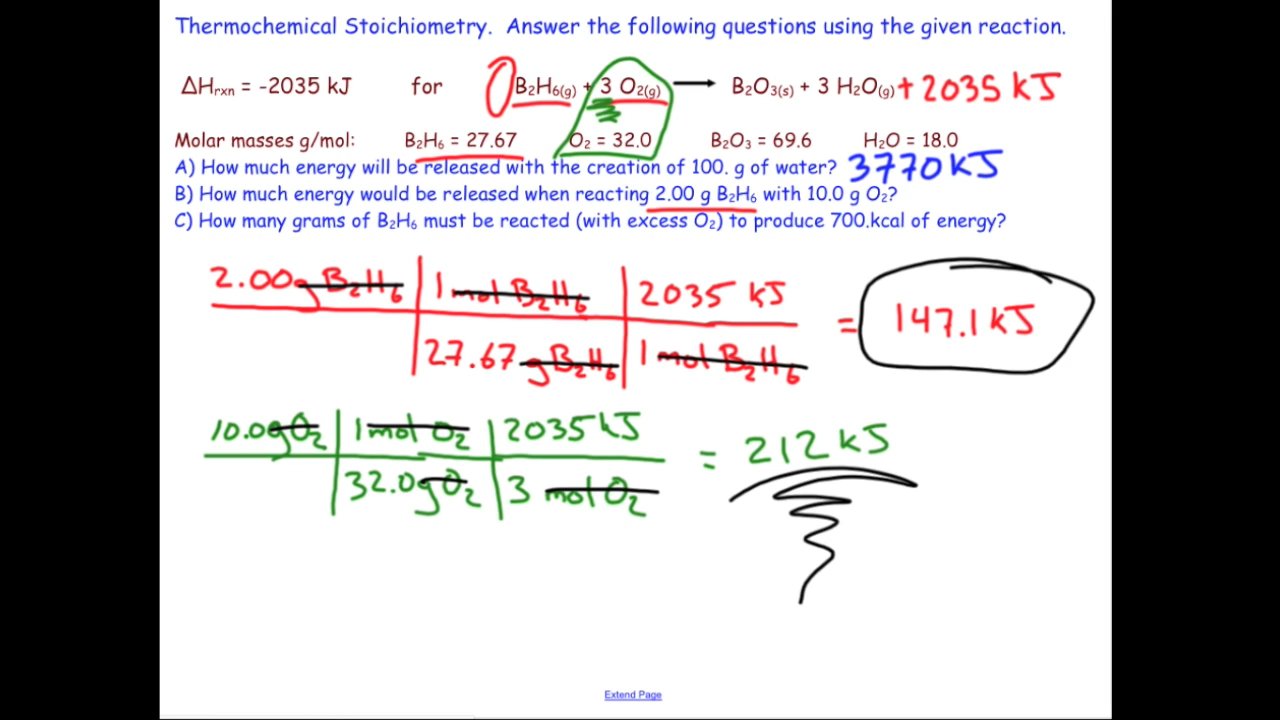 Thermochemical Stoichiometry. Answer the following questions using the given reaction.
ΔHrxn = -2035 kJ for B₂H₆(g) + 3 O₂(g) → B₂O₃(s) + 3 H₂O(g) + 2035 kJ
Molar masses g/mol: B₂H₆ = 27.67 O₂ = 32.0 B₂O₃ = 69.6 H₂O = 18.0
A) How much energy will be released with the creation of 100. g of water? 3770 kJ
B) How much energy would be released when reacting 2.00 g B₂H₆ with 10.0 g O₂?
C) How many grams of B₂H₆ must be reacted (with excess O₂) to produce 700.kcal of energy?
2.00g B₂H₆ | 1 mol B₂H₆ | 2035 kJ
= 147.1 kJ
27.67 g B₂H₆ | 1 mol B₂H₆
10.0g O₂ | 1 mol O₂ | 2035 kJ
= 212 kJ
32.0g O₂ | 3 mol O₂
Extend Page